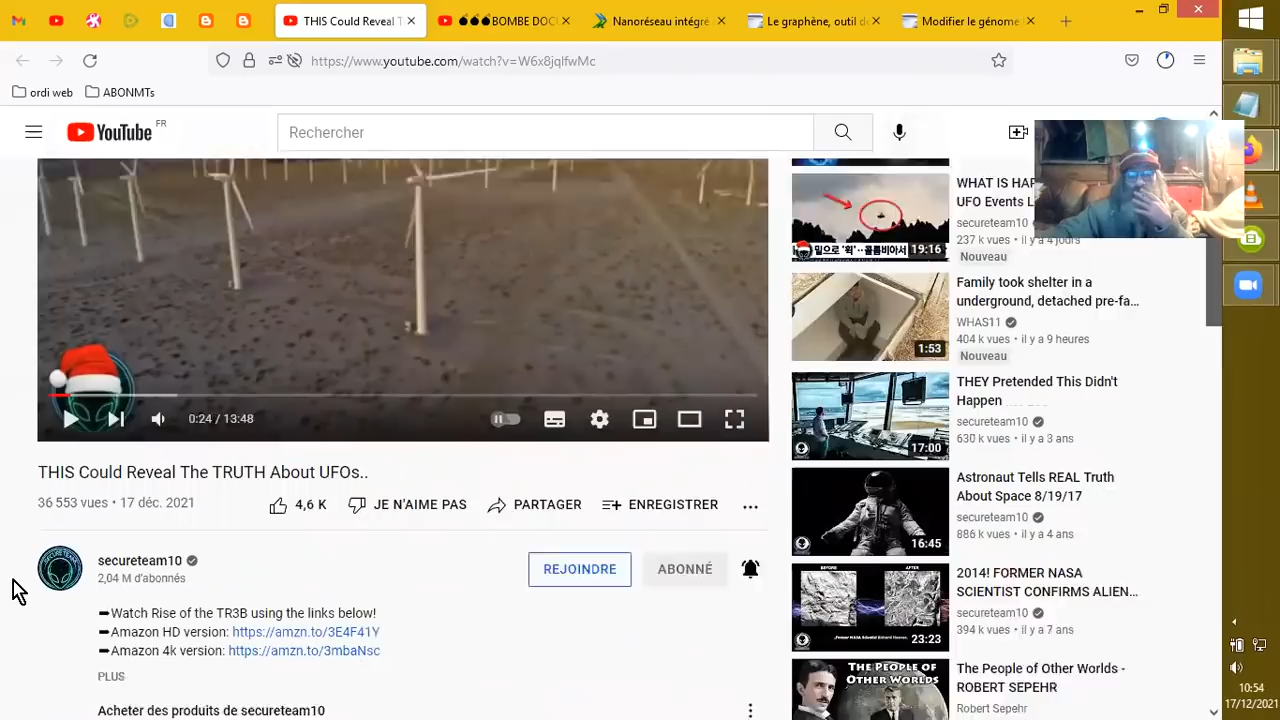 THIS Could Reveal T
BOMBE DOC
Nanoréseau intégré
Le graphène, outil d
Modifier le génome
https://www.youtube.com/watch?v=W6x8jqlfwMc
ordi web
ABONMTs
YouTube FR
Rechercher
0:24 / 13:48
THIS Could Reveal The TRUTH About UFOs..
36 553 vues • 17 déc. 2021
4,6 K
JE N'AIME PAS
PARTAGER
ENREGISTRER
secureteam10
2,04 M d'abonnés
REJOINDRE
ABONNÉ
➡Watch Rise of the TR3B using the links below!
➡Amazon HD version: https://amzn.to/3E4F41Y
➡Amazon 4k version: https://amzn.to/3mbaNsc
PLUS
Acheter des produits de secureteam10
밑으로 '휙'‥콜롬비아서
19:16
WHAT IS HAP
UFO Events L
secureteam10
237 k vues • il y a 4 jours
Nouveau
1:53
Family took shelter in a
underground, detached pre-fa...
WHAS11
404 k vues • il y a 9 heures
Nouveau
17:00
THEY Pretended This Didn't
Happen
secureteam10
630 k vues • il y a 3 ans
16:45
Astronaut Tells REAL Truth
About Space 8/19/17
secureteam10
886 k vues • il y a 4 ans
BEFORE
AFTER
23:23
2014! FORMER NASA
SCIENTIST CONFIRMS ALIEN...
secureteam10
394 k vues • il y a 7 ans
THE PEOPLE OF
OTHER WORLDS
The People of Other Worlds -
ROBERT SEPEHR
Robert Sepehr
10:54
17/12/2021